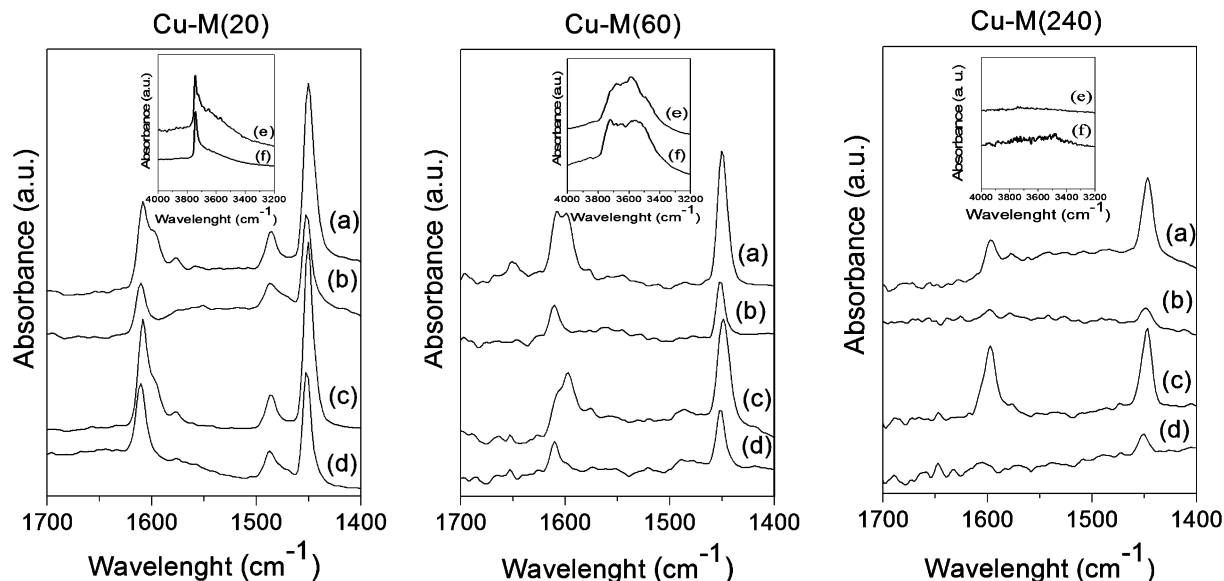 Cu-M(20)
Absorbance (a.u.)
Absorbance (a.u.)
(e)
(f)
4000 3600 3200
Wavelenght (cm-1)
(a)
(b)
(c)
(d)
1700 1600 1500 1400
Wavelenght (cm-1)
Cu-M(60)
Absorbance (a.u.)
Absorbance (a.u.)
(e)
(f)
4000 3800 3600 3400 3200
Wavelenght (cm-1)
(a)
(b)
(c)
(d)
1700 1600 1500 1400
Wavelenght (cm-1)
Cu-M(240)
Absorbance (a.u.)
Absorbance (a. u.)
(e)
(f)
4000 3800 3600 3400 3200
Wavelenght (cm-1)
(a)
(b)
(c)
(d)
1700 1600 1500 1400
Wavelenght (cm-1)